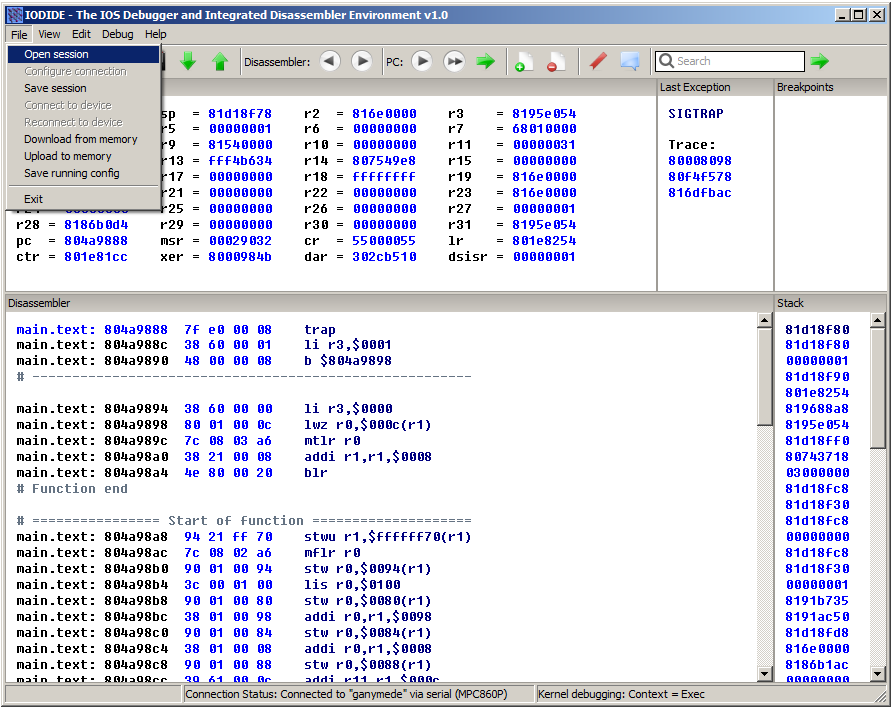 IODIDE - The IOS Debugger and Integrated Disassembler Environment v1.0
File View Edit Debug Help
Open session
Configure connection
Save session
Connect to device
Reconnect to device
Download from memory
Upload to memory
Save running config
Exit
Disassembler: PC: Search
sp = 81d18f78 r2 = 816e0000 r3 = 8195e054
r5 = 00000001 r6 = 00000000 r7 = 68010000
r9 = 81540000 r10 = 00000000 r11 = 00000031
r13 = fff4b634 r14 = 807549e8 r15 = 00000000
r17 = 00000000 r18 = ffffffff r19 = 816e0000
r21 = 00000000 r22 = 00000000 r23 = 816e0000
r25 = 00000000 r26 = 00000000 r27 = 00000001
r28 = 8186b0d4 r29 = 00000000 r30 = 00000000 r31 = 8195e054
pc = 804a9888 msr = 00029032 cr = 55000055 lr = 801e8254
ctr = 801e81cc xer = 8000984b dar = 302cb510 dsisr = 00000001
Last Exception
SIGTRAP
Trace:
80008098
80f4f578
816dfbac
Breakpoints
Disassembler
main.text: 804a9888 7f e0 00 08 trap
main.text: 804a988c 38 60 00 01 li r3,$0001
main.text: 804a9890 48 00 00 08 b $804a9898
# -------------------------------------------------------
main.text: 804a9894 38 60 00 00 li r3,$0000
main.text: 804a9898 80 01 00 0c lwz r0,$000c(r1)
main.text: 804a989c 7c 08 03 a6 mtlr r0
main.text: 804a98a0 38 21 00 08 addi r1,r1,$0008
main.text: 804a98a4 4e 80 00 20 blr
# Function end
# ================ Start of function ====================
main.text: 804a98a8 94 21 ff 70 stwu r1,$ffffff70(r1)
main.text: 804a98ac 7c 08 02 a6 mflr r0
main.text: 804a98b0 90 01 00 94 stw r0,$0094(r1)
main.text: 804a98b4 3c 00 01 00 lis r0,$0100
main.text: 804a98b8 90 01 00 80 stw r0,$0080(r1)
main.text: 804a98bc 38 01 00 98 addi r0,r1,$0098
main.text: 804a98c0 90 01 00 84 stw r0,$0084(r1)
main.text: 804a98c4 38 01 00 08 addi r0,r1,$0008
main.text: 804a98c8 90 01 00 88 stw r0,$0088(r1)
main.text: 804a98cc 39 61 00 0c addi r11,r1,$000c
Stack
81d18f80
81d18f80
00000001
81d18f90
801e8254
819688a8
8195e054
81d18ff0
80743718
03000000
81d18fc8
81d18f30
81d18fc8
00000000
81d18fc8
81d18f30
00000001
8191b735
8191ac50
81d18fd8
816e0000
8186b1ac
00000000
Connection Status: Connected to "ganymede" via serial (MPC860P)
Kernel debugging: Context = Exec